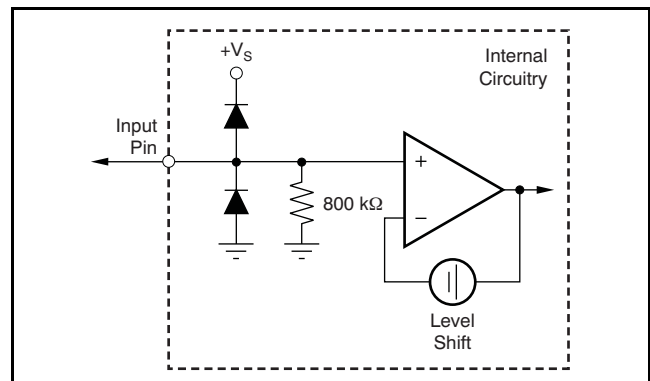 +VS
Internal
Circuitry
Input
Pin
+
800 kΩ
−
Level
Shift